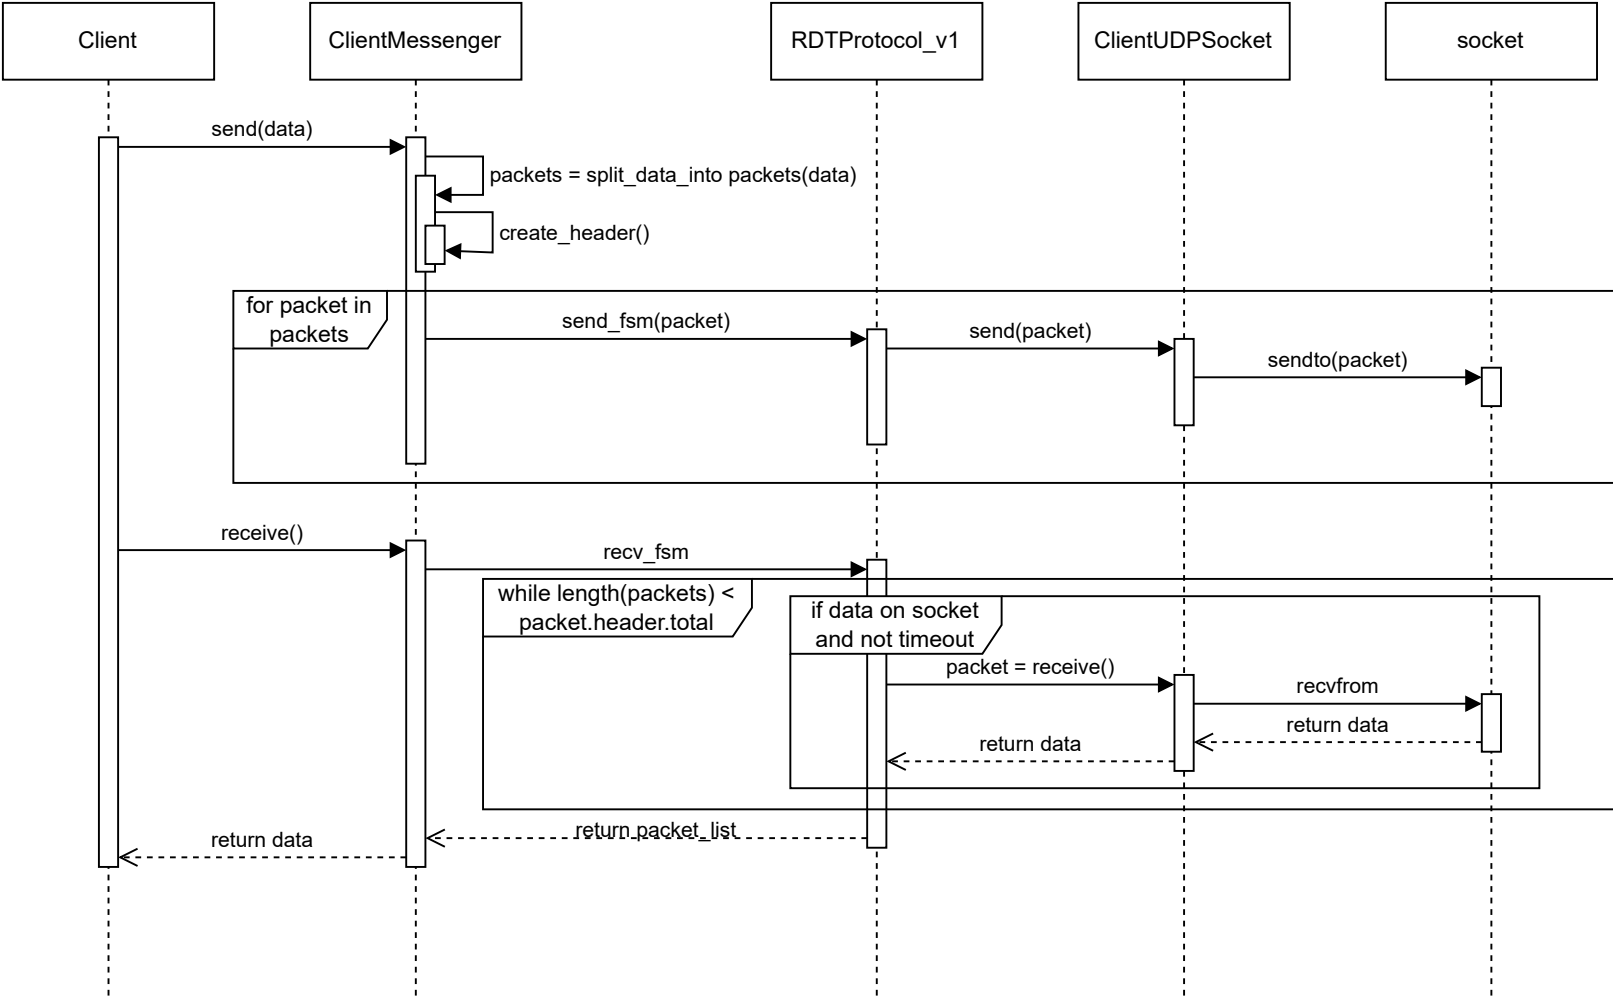 Client
ClientMessenger
RDTProtocol_v1
ClientUDPSocket
socket
send(data)
packets = split_data_into packets(data)
create_header()
for packet in
packets
send_fsm(packet)
send(packet)
sendto(packet)
receive()
recv_fsm
while length(packets) <
packet.header.total
if data on socket
and not timeout
packet = receive()
recvfrom
return data
return data
return packet_list
return data